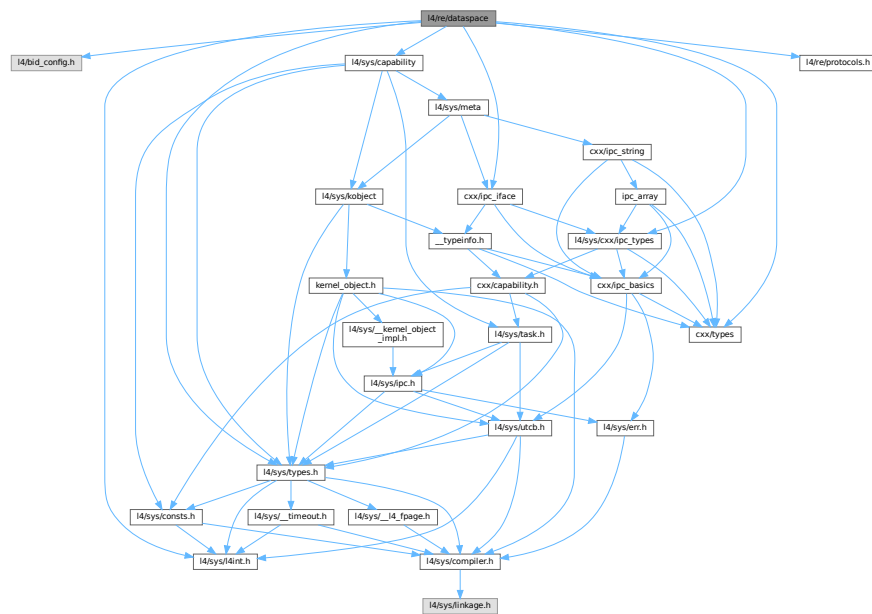 l4/re/dataspace
l4/bid_config.h
l4/sys/capability
l4/re/protocols.h
l4/sys/meta
cxx/ipc_string
l4/sys/kobject
cxx/ipc_iface
ipc_array
__typeinfo.h
l4/sys/cxx/ipc_types
kernel_object.h
cxx/capability.h
cxx/ipc_basics
l4/sys/__kernel_object
_impl.h
l4/sys/task.h
cxx/types
l4/sys/ipc.h
l4/sys/utcb.h
l4/sys/err.h
l4/sys/types.h
l4/sys/consts.h
l4/sys/__timeout.h
l4/sys/__l4_fpage.h
l4/sys/l4int.h
l4/sys/compiler.h
l4/sys/linkage.h